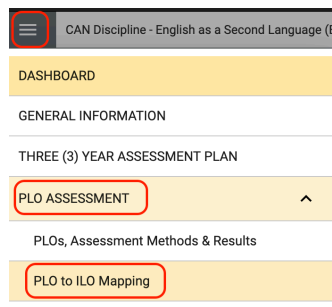 CAN Discipline - English as a Second Language (
DASHBOARD
GENERAL INFORMATION
THREE (3) YEAR ASSESSMENT PLAN
PLO ASSESSMENT
PLOs, Assessment Methods & Results
PLO to ILO Mapping